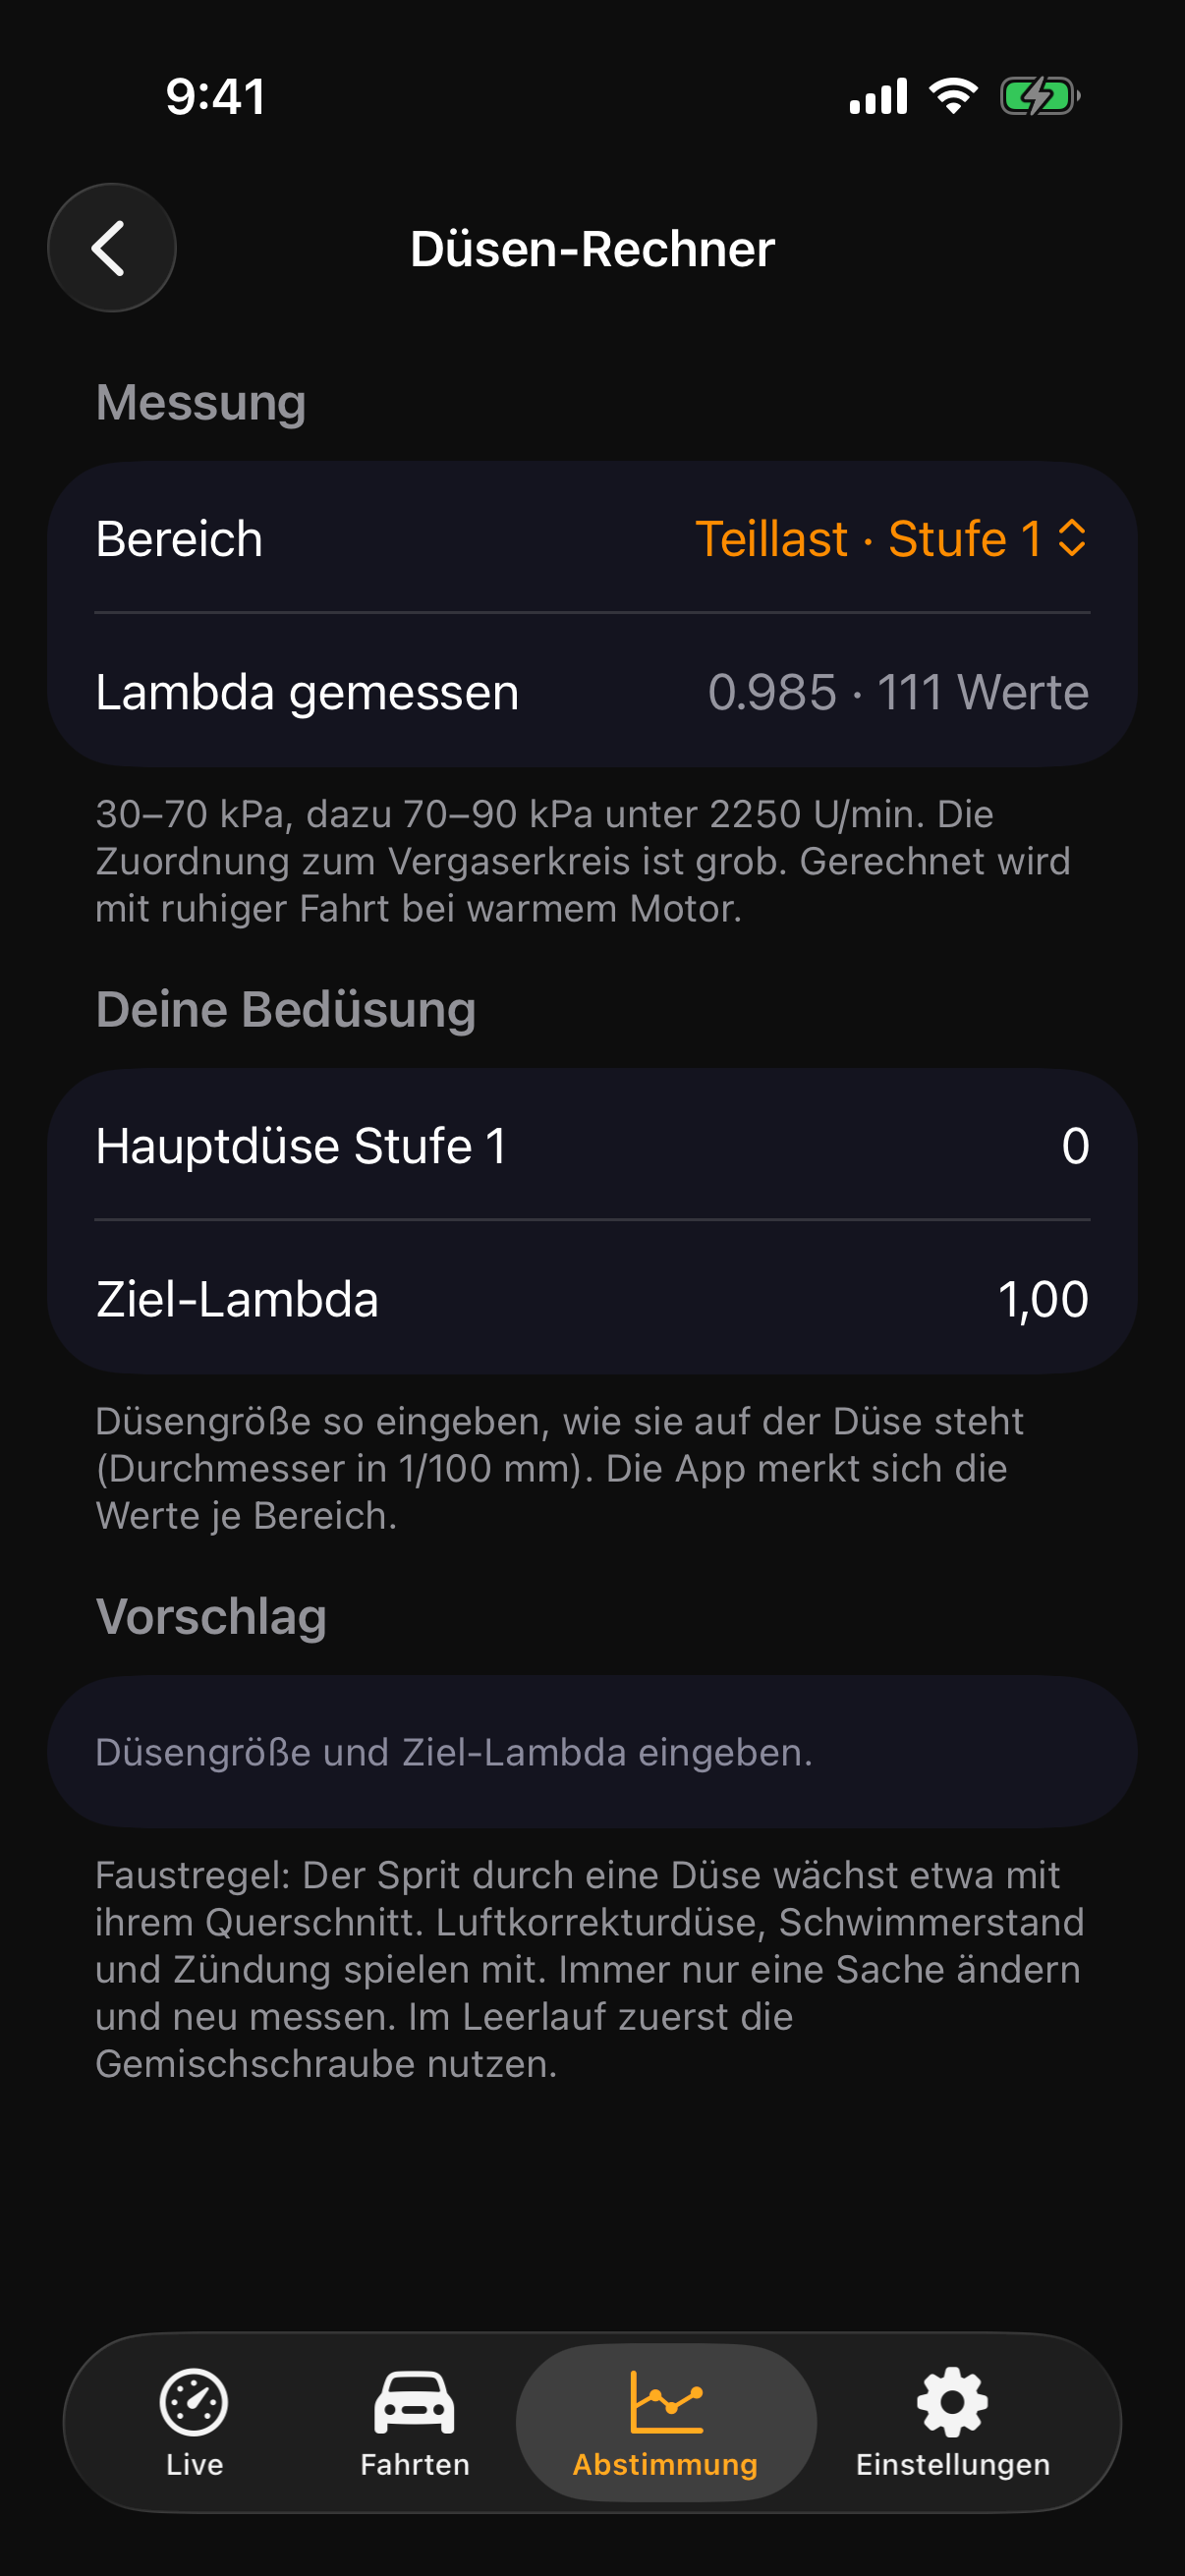 9:41
Düsen-Rechner
Messung
Bereich Teillast · Stufe 1
Lambda gemessen 0.985 · 111 Werte
30–70 kPa, dazu 70–90 kPa unter 2250 U/min. Die
Zuordnung zum Vergaserkreis ist grob. Gerechnet wird
mit ruhiger Fahrt bei warmem Motor.
Deine Bedüsung
Hauptdüse Stufe 1 0
Ziel-Lambda 1,00
Düsengröße so eingeben, wie sie auf der Düse steht
(Durchmesser in 1/100 mm). Die App merkt sich die
Werte je Bereich.
Vorschlag
Düsengröße und Ziel-Lambda eingeben.
Faustregel: Der Sprit durch eine Düse wächst etwa mit
ihrem Querschnitt. Luftkorrekturdüse, Schwimmerstand
und Zündung spielen mit. Immer nur eine Sache ändern
und neu messen. Im Leerlauf zuerst die
Gemischschraube nutzen.
Live Fahrten Abstimmung Einstellungen